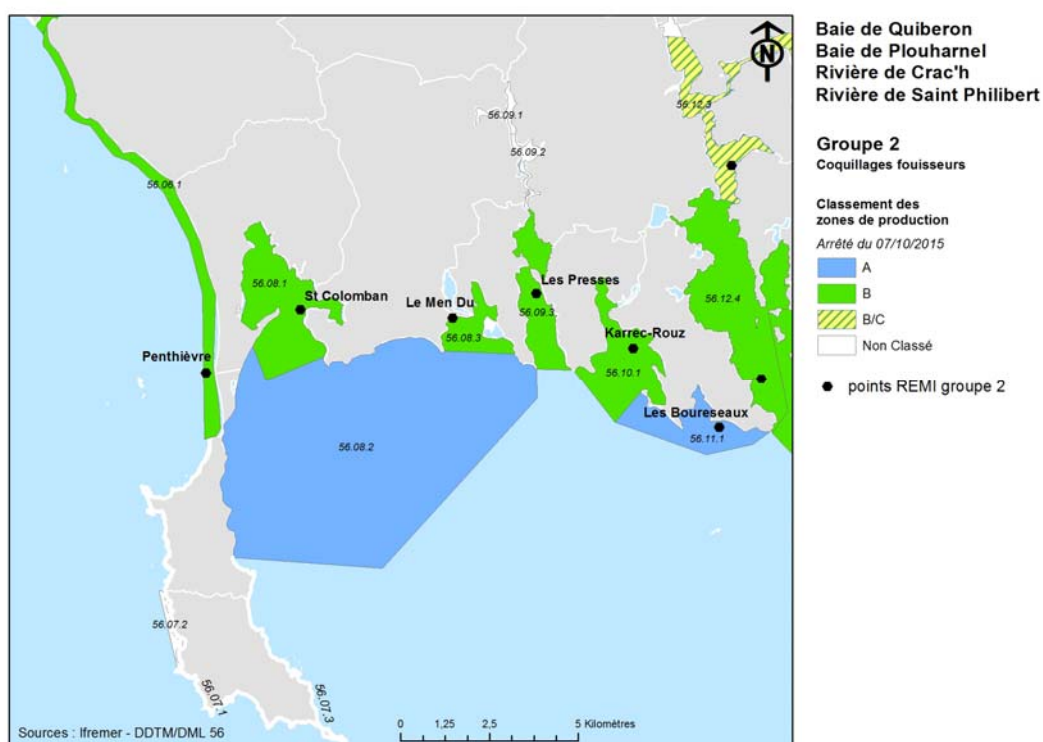 Baie de Quiberon
Baie de Plouharnel
Rivière de Crac'h
Rivière de Saint Philibert
Groupe 2
Coquillages fouisseurs
Classement des
zones de production
Arrêté du 07/10/2015
A
B
B/C
Non Classé
points REMI groupe 2
N
56.09.1
56.12.3
56.09.2
56.06.1
56.08.1
St Colomban
Le Men Du
Les Presses
56.09.3
56.12.4
56.08.3
Karrec-Rouz
Penthièvre
56.10.1
Les Boureseaux
56.11.1
56.08.2
56.07.2
56.07.1
56.07.3
0 1,25 2,5 5 Kilomètres
Sources : Ifremer - DDTM/DML 56